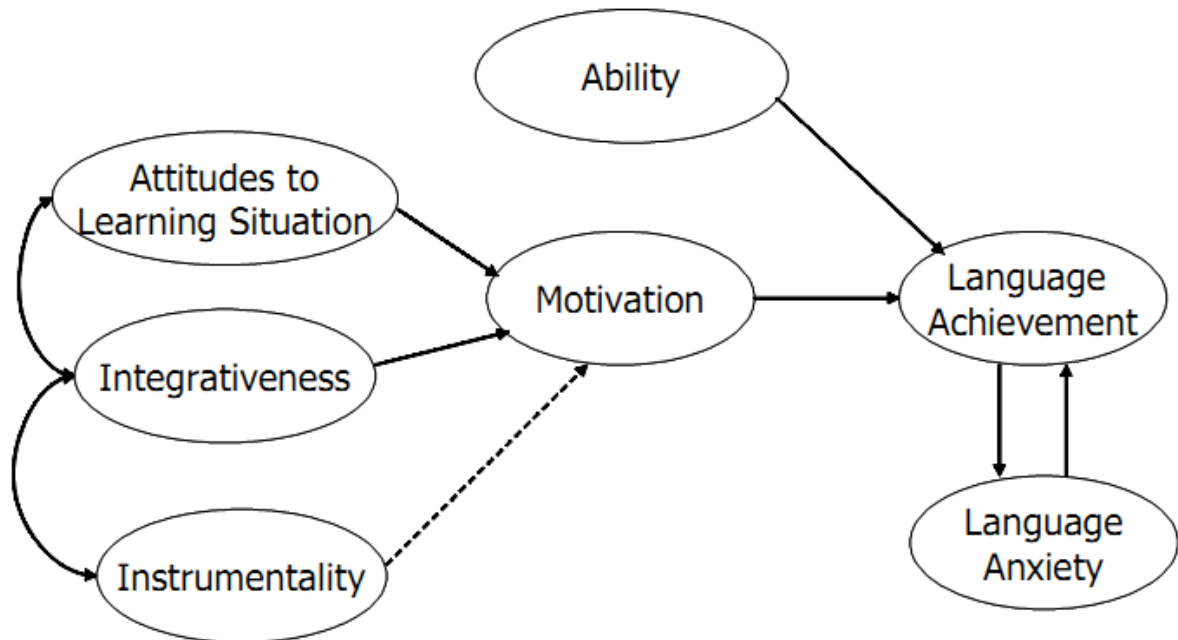 Ability
Attitudes to
Learning Situation
Motivation
Language
Achievement
Integrativeness
Instrumentality
Language
Anxiety